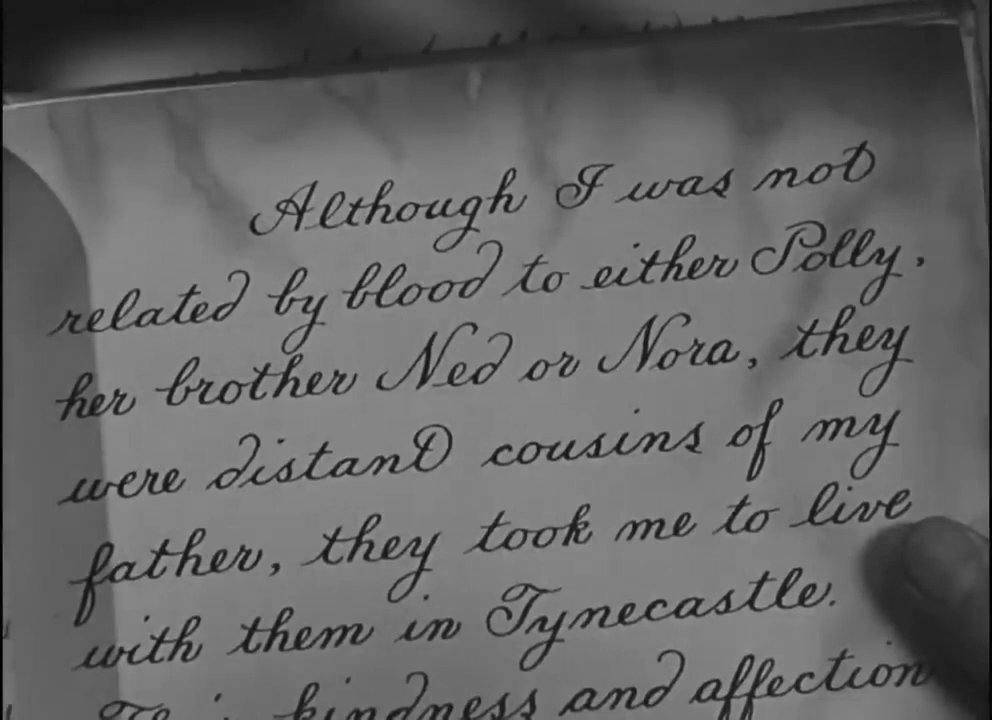 Although I was not
related by blood to either Polly,
her brother Ned or Nora, they
were distant cousins of my
father, they took me to live
with them in Tynecastle.
kindness and affection